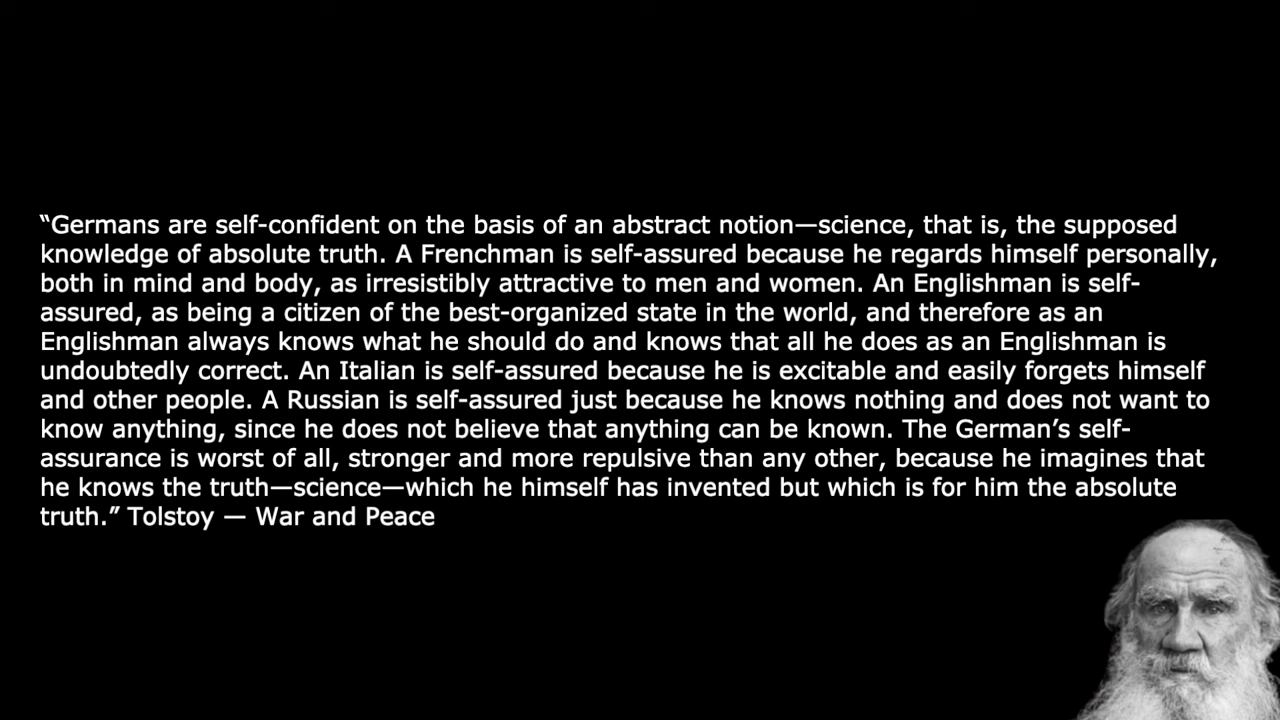 “Germans are self-confident on the basis of an abstract notion—science, that is, the supposed
knowledge of absolute truth. A Frenchman is self-assured because he regards himself personally,
both in mind and body, as irresistibly attractive to men and women. An Englishman is self-
assured, as being a citizen of the best-organized state in the world, and therefore as an
Englishman always knows what he should do and knows that all he does as an Englishman is
undoubtedly correct. An Italian is self-assured because he is excitable and easily forgets himself
and other people. A Russian is self-assured just because he knows nothing and does not want to
know anything, since he does not believe that anything can be known. The German’s self-
assurance is worst of all, stronger and more repulsive than any other, because he imagines that
he knows the truth—science—which he himself has invented but which is for him the absolute
truth.” Tolstoy — War and Peace